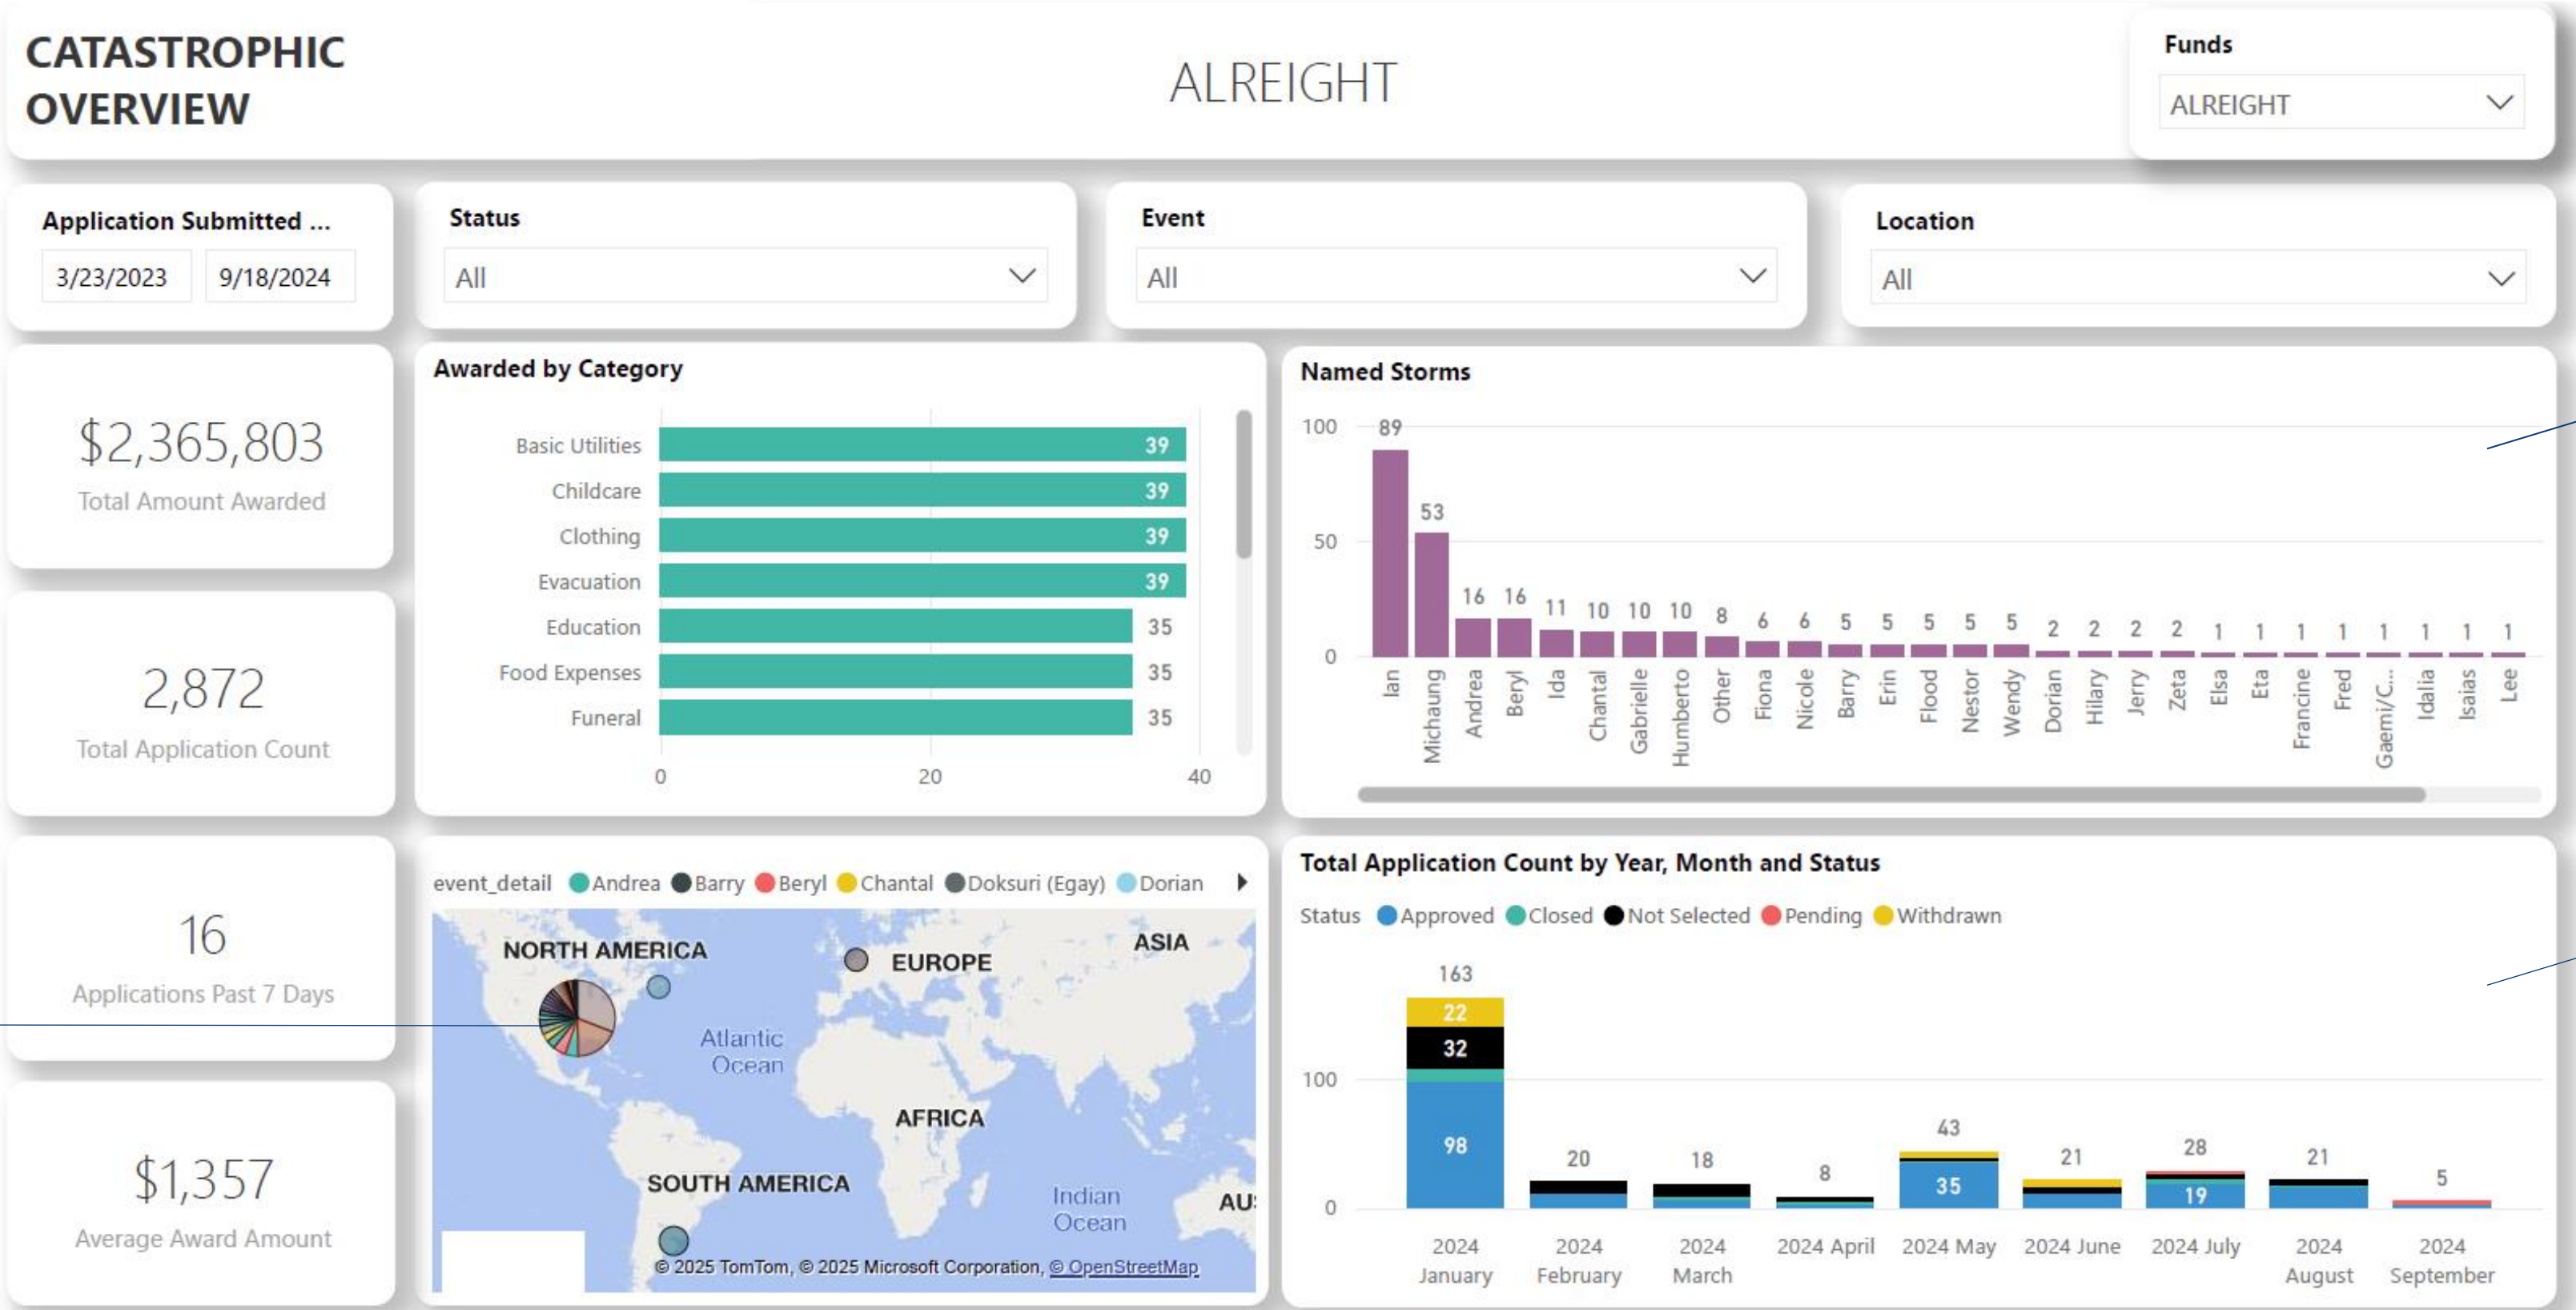 CATASTROPHIC
OVERVIEW
ALREIGHT
Funds
ALREIGHT
Application Submitted ...
3/23/2023 9/18/2024
Status
All
Event
All
Location
All
$2,365,803
Total Amount Awarded
2,872
Total Application Count
16
Applications Past 7 Days
$1,357
Average Award Amount
Awarded by Category
Basic Utilities 39
Childcare 39
Clothing 39
Evacuation 39
Education 35
Food Expenses 35
Funeral 35
0 20 40
Named Storms
100
50
0
89 53 16 16 11 10 10 10 8 6 6 5 5 5 5 5 2 2 2 2 1 1 1 1 1 1 1 1
Ian Michaung Andrea Beryl Ida Chantal Gabrielle Humberto Other Fiona Nicole Barry Erin Flood Nestor Wendy Dorian Hilary Jerry Zeta Elsa Eta Francine Fred Gaemi/C... Idalia Isaias Lee
event_detail Andrea Barry Beryl Chantal Doksuri (Egay) Dorian
NORTH AMERICA
EUROPE
ASIA
Atlantic
Ocean
AFRICA
SOUTH AMERICA
Indian
Ocean
AU
© 2025 TomTom, © 2025 Microsoft Corporation, © OpenStreetMap
Total Application Count by Year, Month and Status
Status Approved Closed Not Selected Pending Withdrawn
100
0
163
22
32
98
20
18
8
43
35
21
28
19
21
5
2024 January
2024 February
2024 March
2024 April
2024 May
2024 June
2024 July
2024 August
2024 September